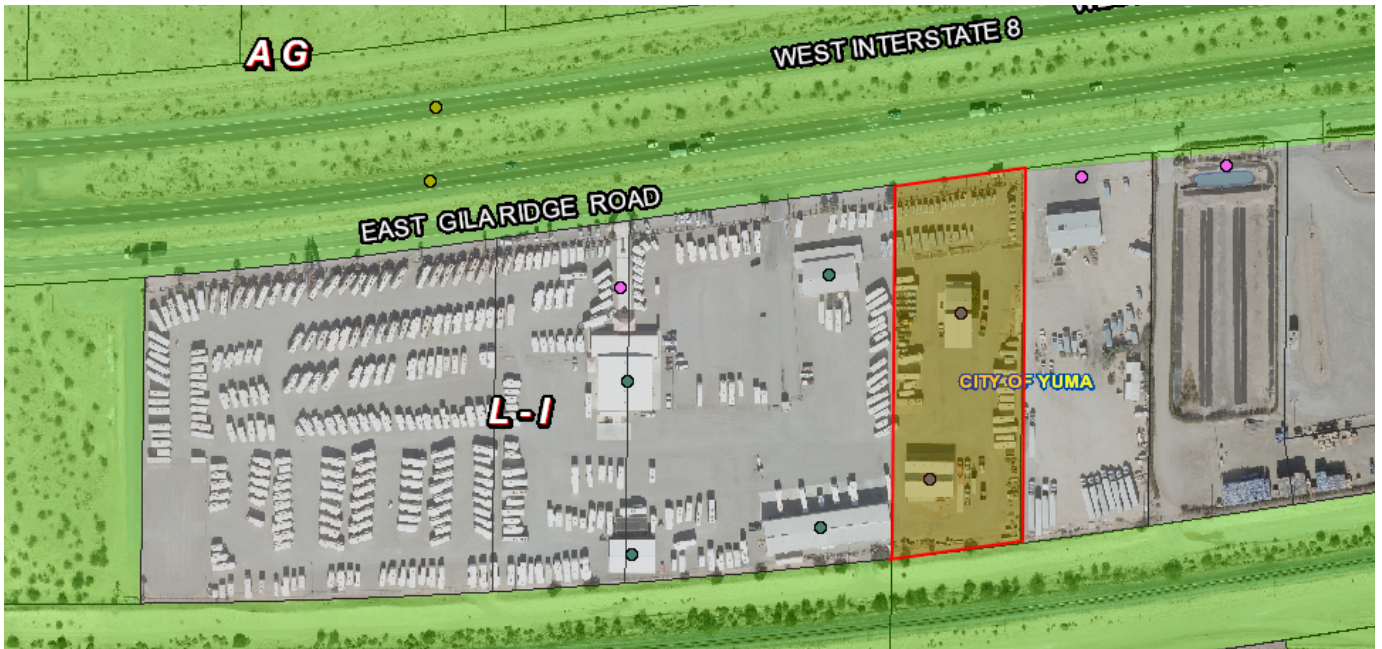 A G
WEST INTERSTATE 8
EAST GILA RIDGE ROAD
CITY OF YUMA
L - I